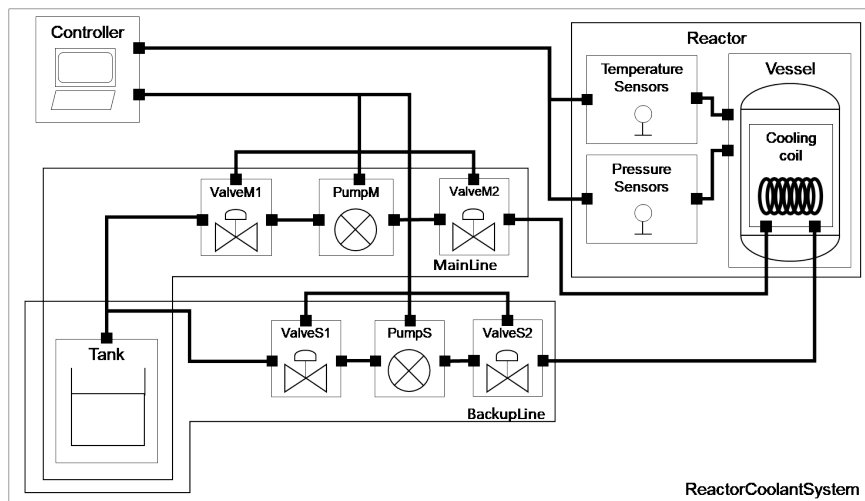 Controller
Reactor
Temperature
Sensors
Vessel
Cooling
coil
Pressure
Sensors
ValveM1
PumpM
ValveM2
MainLine
ValveS1
PumpS
ValveS2
Tank
BackupLine
ReactorCoolantSystem